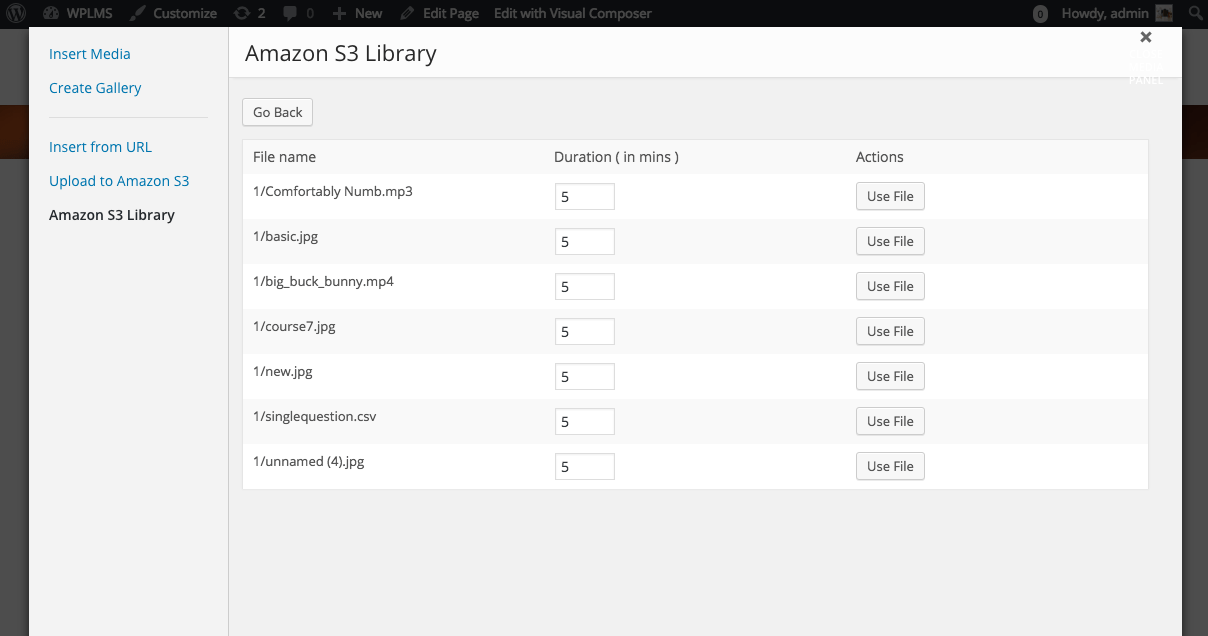 WPLMS Customize 2 0 New Edit Page Edit with Visual Composer 0 Howdy, admin
Insert Media
Create Gallery
Insert from URL
Upload to Amazon S3
Amazon S3 Library
Amazon S3 Library
PANEL
Go Back
File name Duration ( in mins ) Actions
1/Comfortably Numb.mp3 5 Use File
1/basic.jpg 5 Use File
1/big_buck_bunny.mp4 5 Use File
1/course7.jpg 5 Use File
1/new.jpg 5 Use File
1/singlequestion.csv 5 Use File
1/unnamed (4).jpg 5 Use File